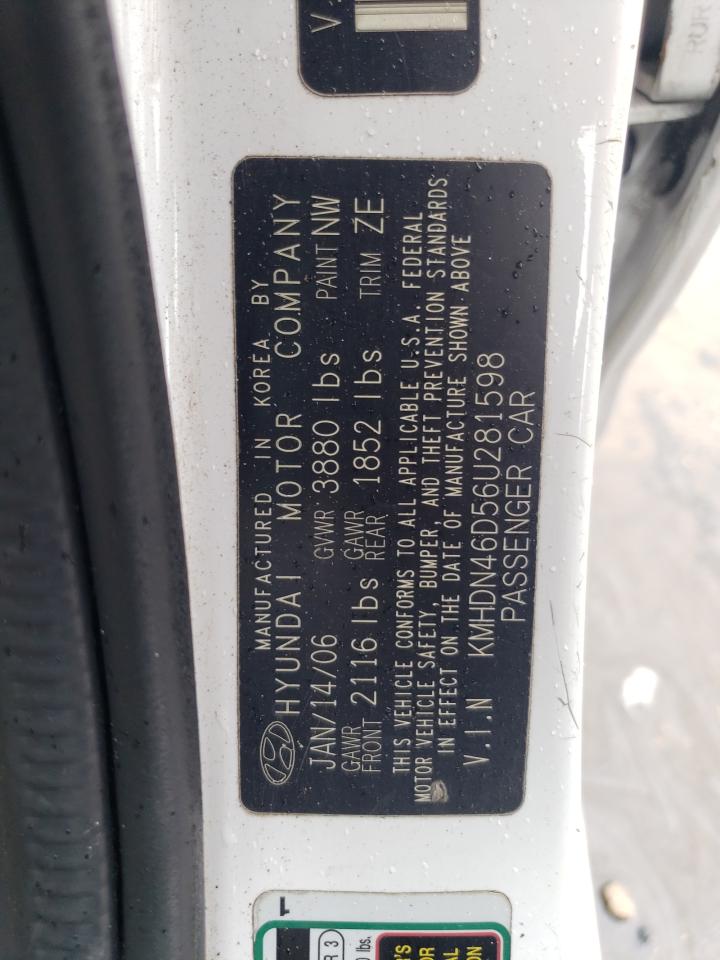 V.
RUR
MANUFACTURED IN KOREA BY
HYUNDAI MOTOR COMPANY
JAN/14/06 GVWR 3880 lbs PAINT NW
GAWR FRONT 2116 lbs GAWR REAR 1852 lbs TRIM ZE
THIS VEHICLE CONFORMS TO ALL APPLICABLE U.S.A. FEDERAL
MOTOR VEHICLE SAFETY, BUMPER, AND THEFT PREVENTION STANDARDS
IN EFFECT ON THE DATE OF MANUFACTURE SHOWN ABOVE
V.I.N KMHDN46D56U281598
PASSENGER CAR